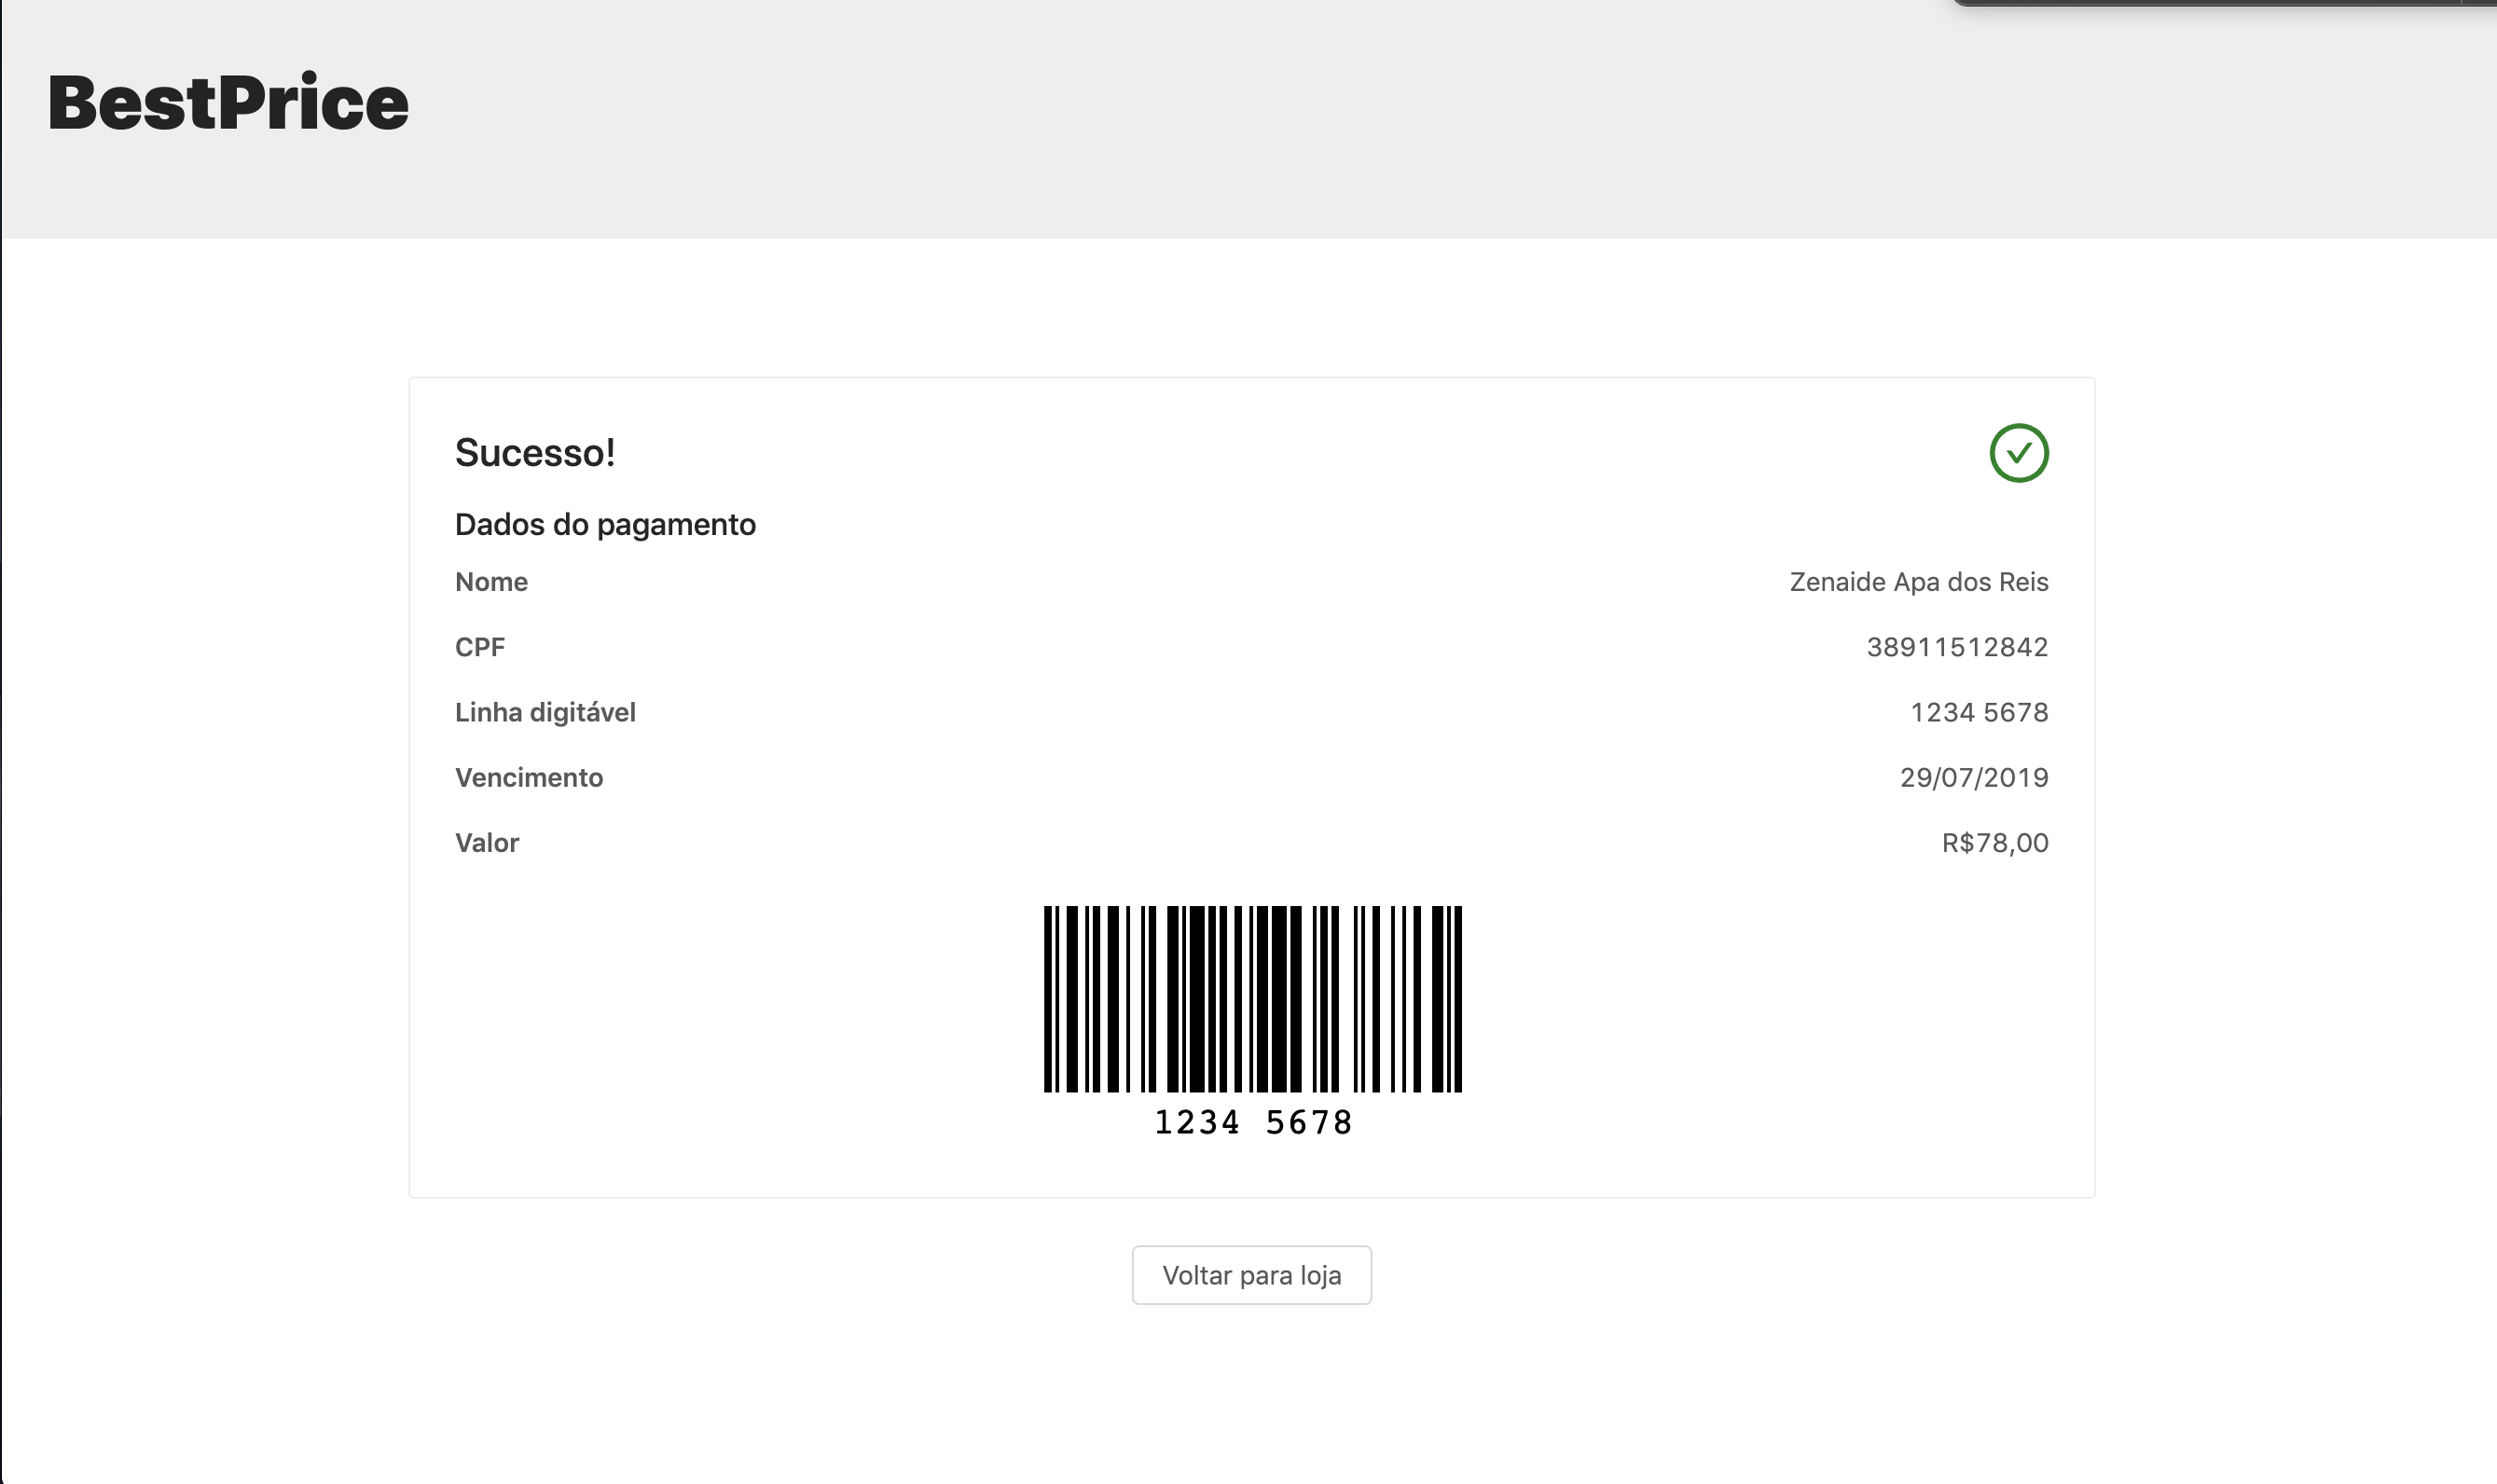 BestPrice
Sucesso!
Dados do pagamento
Nome Zenaide Apa dos Reis
CPF 38911512842
Linha digitável 1234 5678
Vencimento 29/07/2019
Valor R$78,00
1234 5678
Voltar para loja